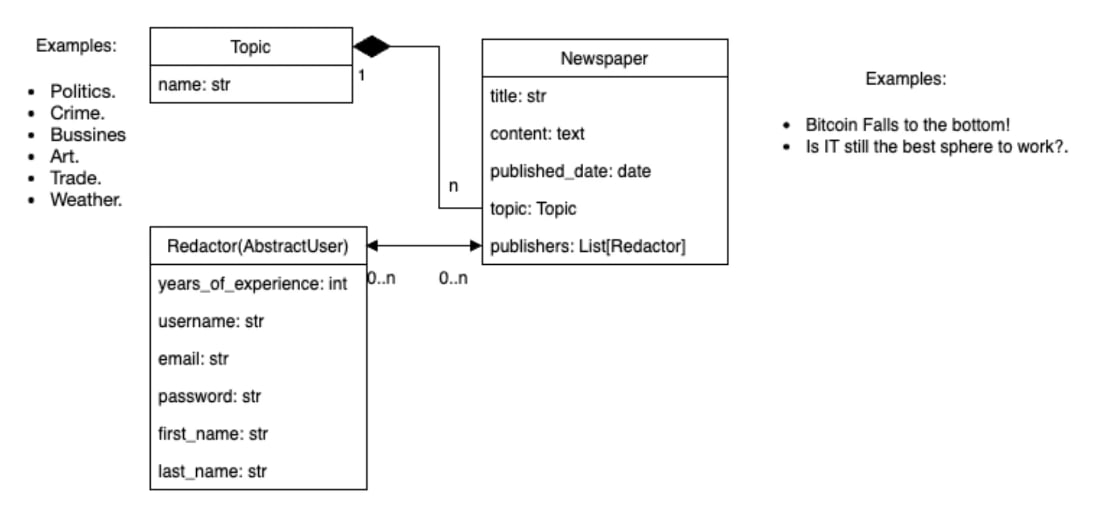 Examples:
• Politics.
• Crime.
• Bussines
• Art.
• Trade.
• Weather.
Topic
name: str
1
n
Newspaper
title: str
content: text
published_date: date
topic: Topic
publishers: List[Redactor]
Examples:
• Bitcoin Falls to the bottom!
• Is IT still the best sphere to work?.
Redactor(AbstractUser)
years_of_experience: int
username: str
email: str
password: str
first_name: str
last_name: str
0..n
0..n